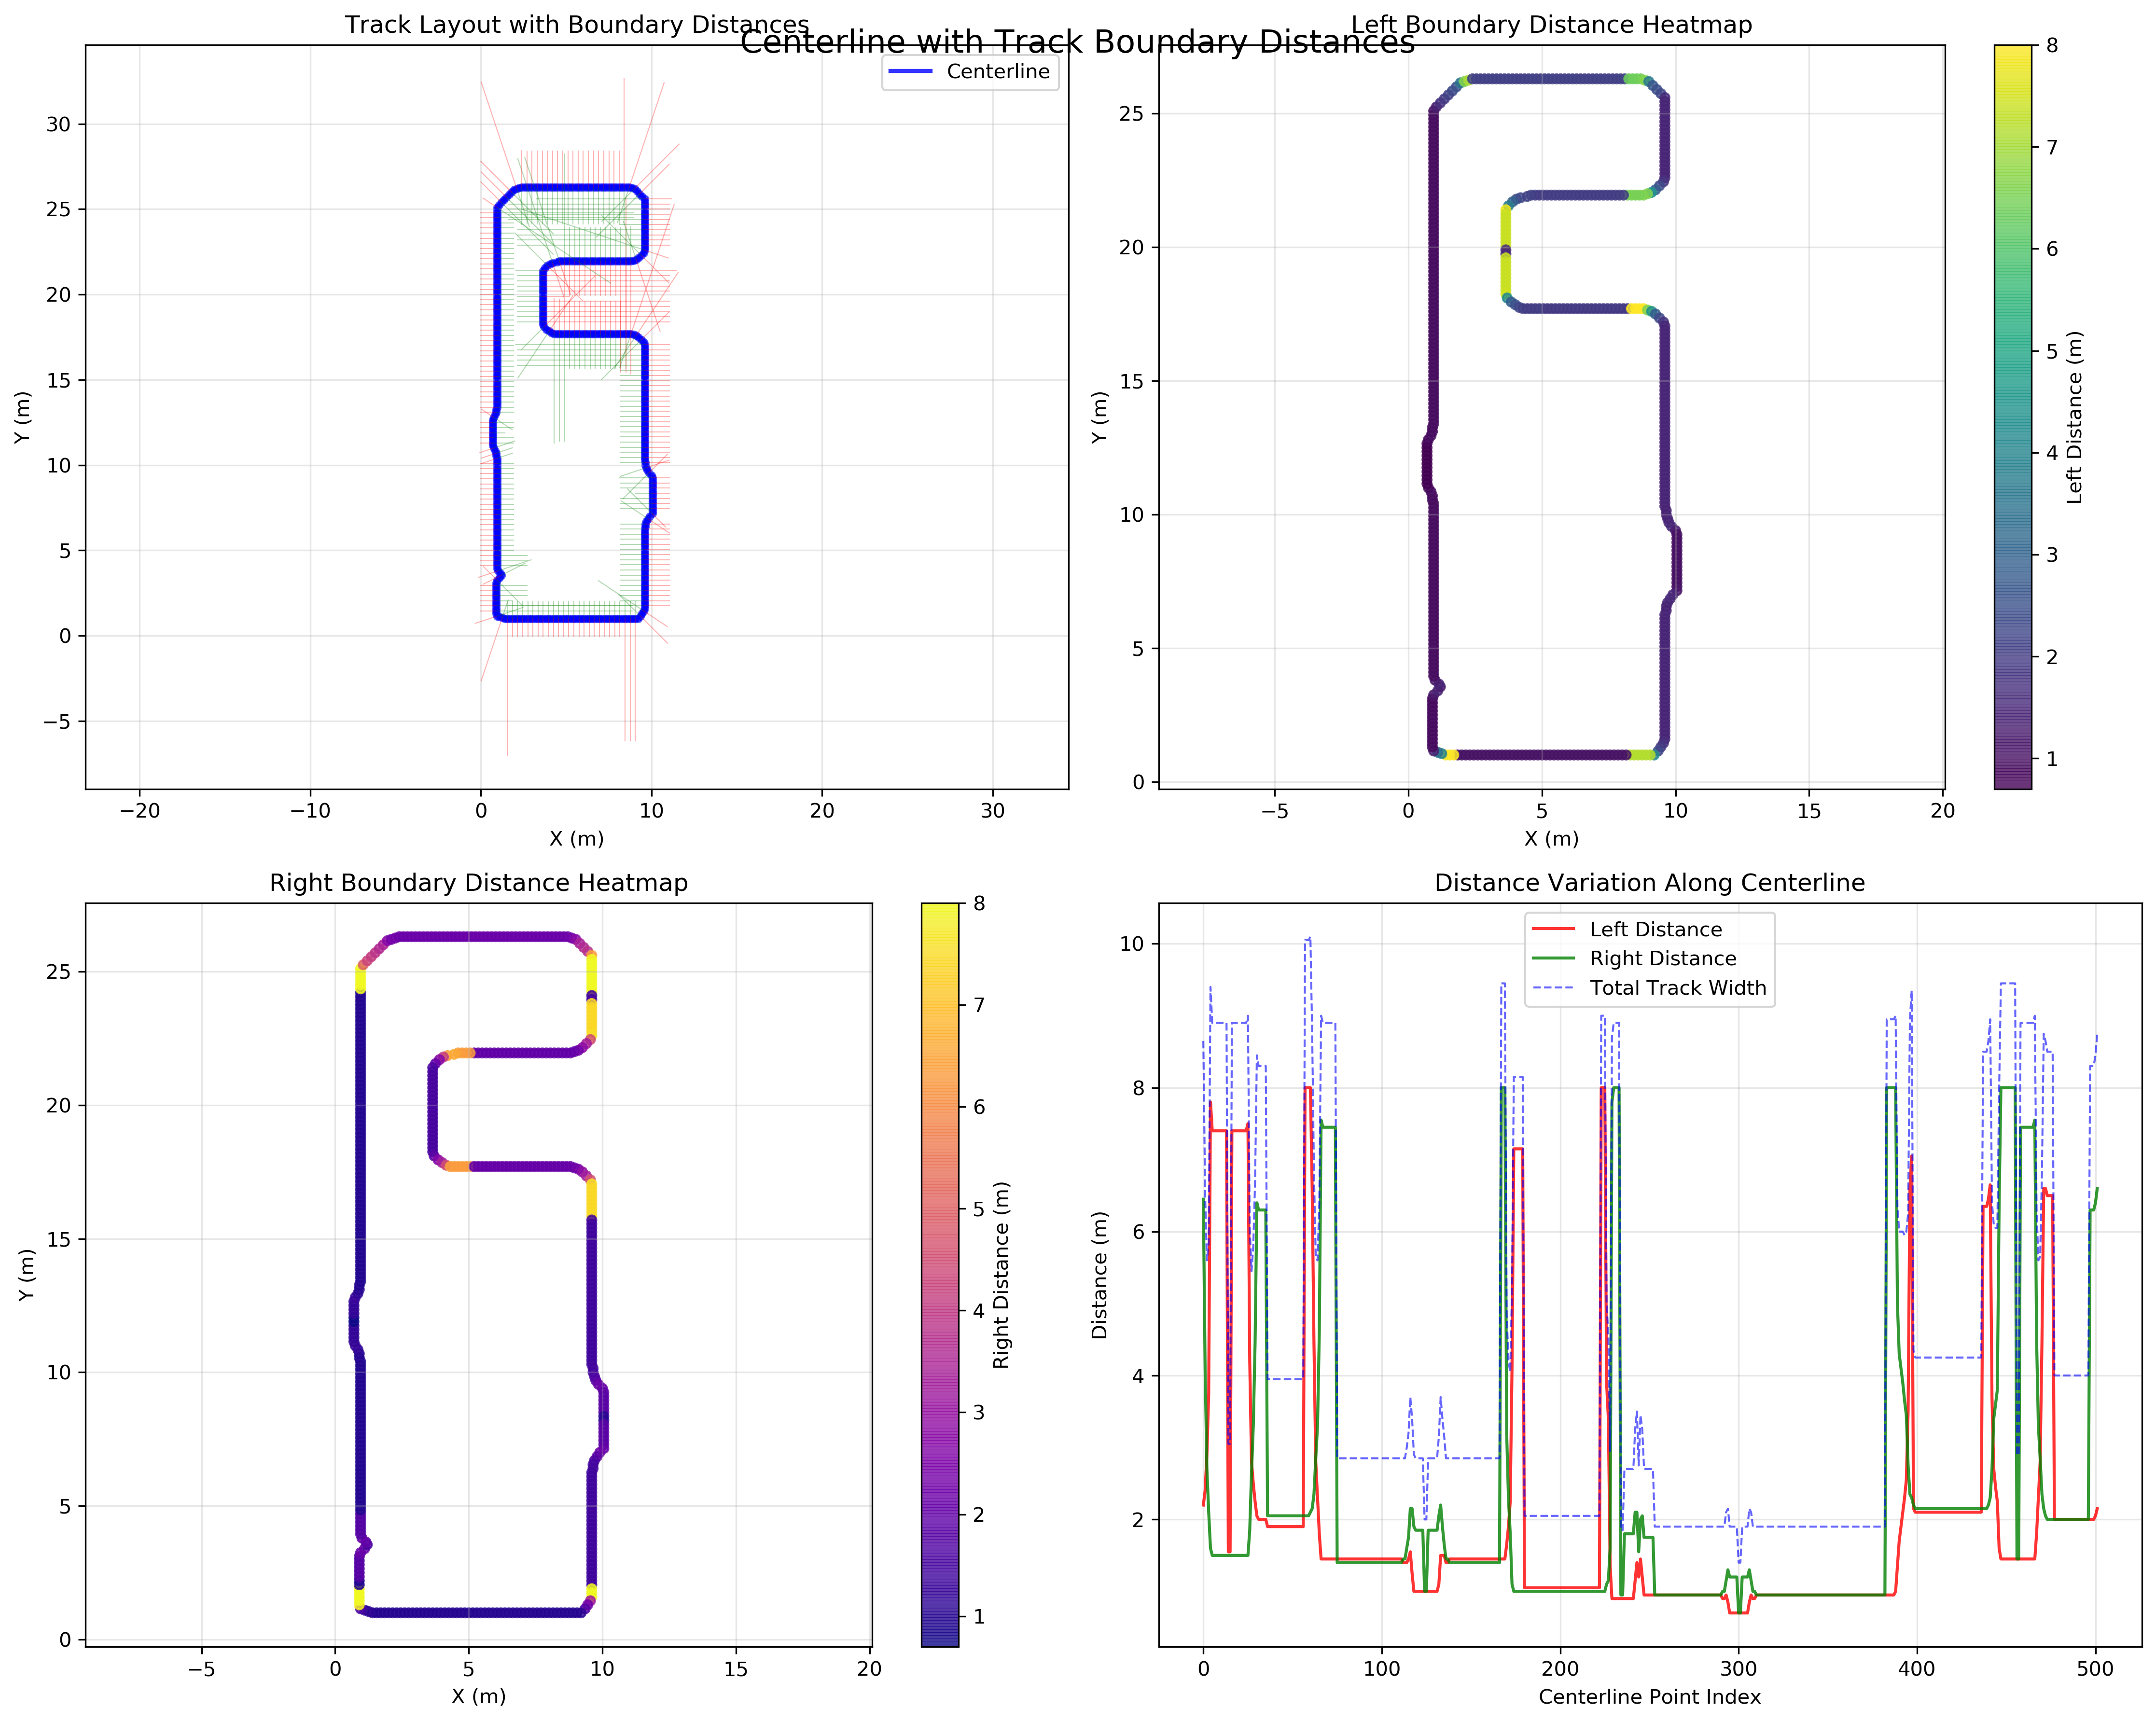 Centerline with Track Boundary Distances
Track Layout with Boundary Distances
Centerline
30
25
20
15
10
5
0
−5
Y (m)
−20 −10 0 10 20 30
X (m)
Left Boundary Distance Heatmap
25
20
15
10
5
0
Y (m)
−5 0 5 10 15 20
X (m)
8
7
6
5
4
3
2
1
Left Distance (m)
Right Boundary Distance Heatmap
25
20
15
10
5
0
Y (m)
−5 0 5 10 15 20
X (m)
8
7
6
5
4
3
2
1
Right Distance (m)
Distance Variation Along Centerline
Left Distance
Right Distance
Total Track Width
10
8
6
4
2
Distance (m)
0 100 200 300 400 500
Centerline Point Index